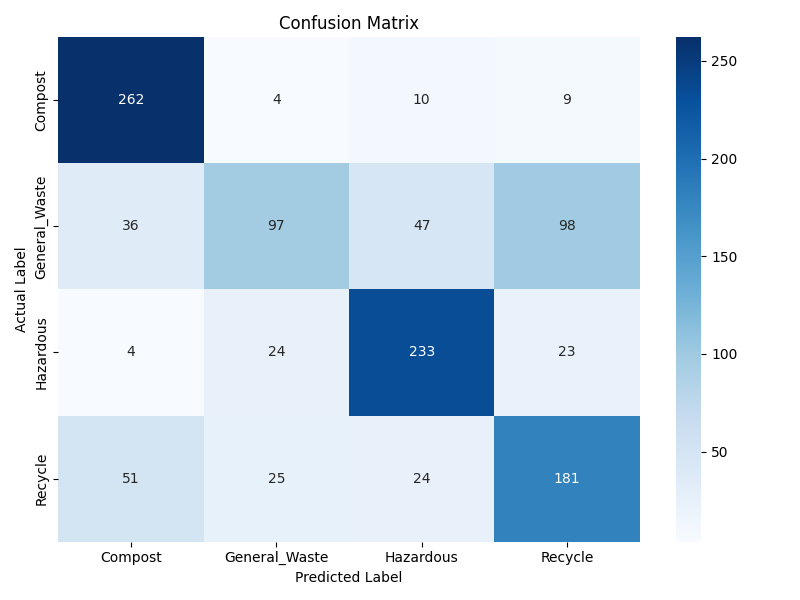 Confusion Matrix
Actual Label
Compost
262 4 10 9
General_Waste
36 97 47 98
Hazardous
4 24 233 23
Recycle
51 25 24 181
Compost General_Waste Hazardous Recycle
Predicted Label
250
200
150
100
50